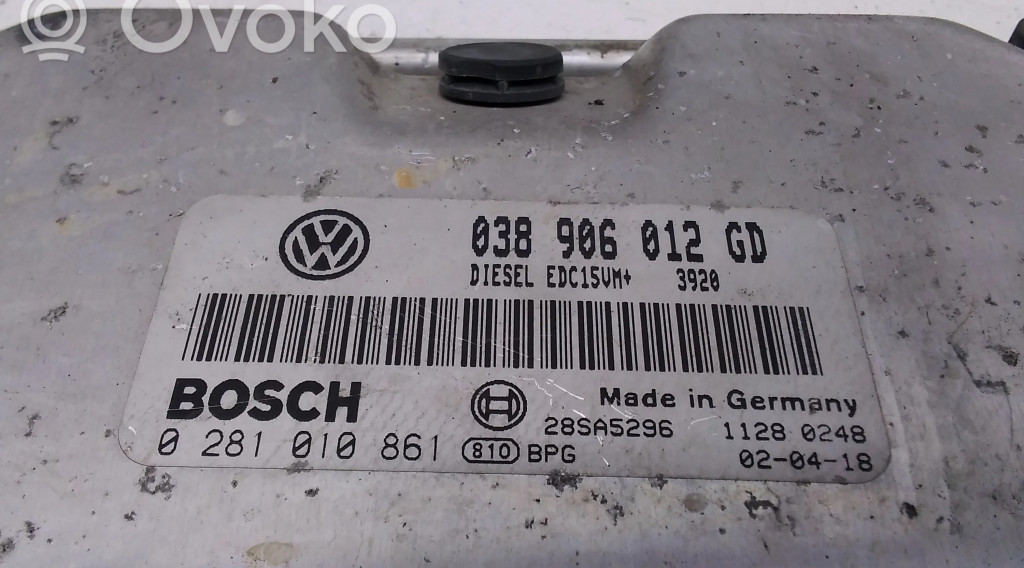 Ovoko
038 906 012 GD
DIESEL EDC15VM+ 3920
BOSCH
Made in Germany
28SA5296 1128 0248
0 281 010 861 810 BPG 02-04-18